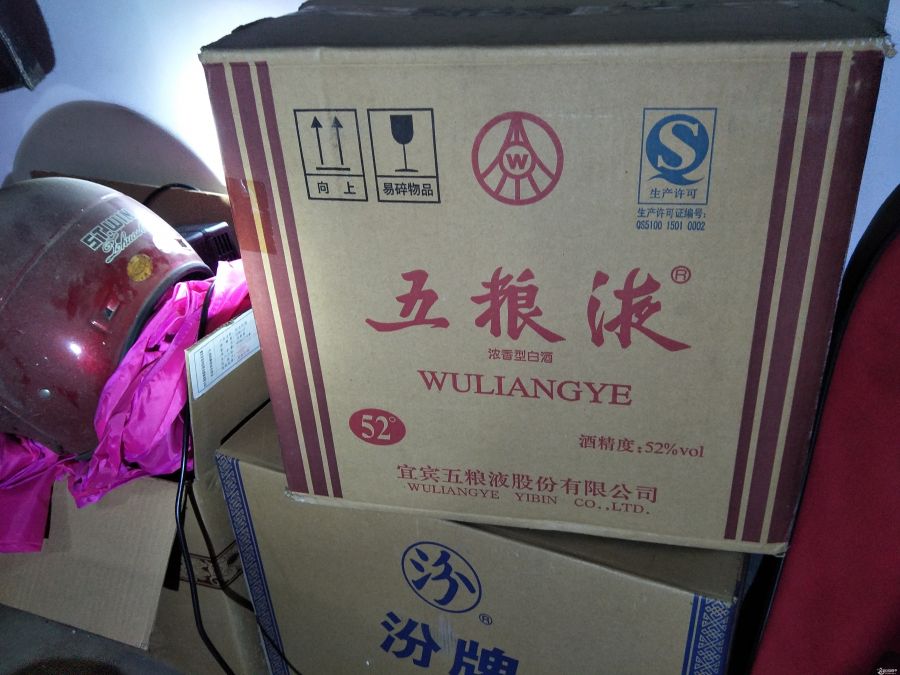 向 上
易碎物品
W
S
生产许可
生产许可证编号:
QS5100 1501 0002
五粮液®
浓香型白酒
WULIANGYE
52°
酒精度:52%vol
宜宾五粮液股份有限公司
WULIANGYE YIBIN CO.,LTD.
ST-WIN
汾®
汾牌